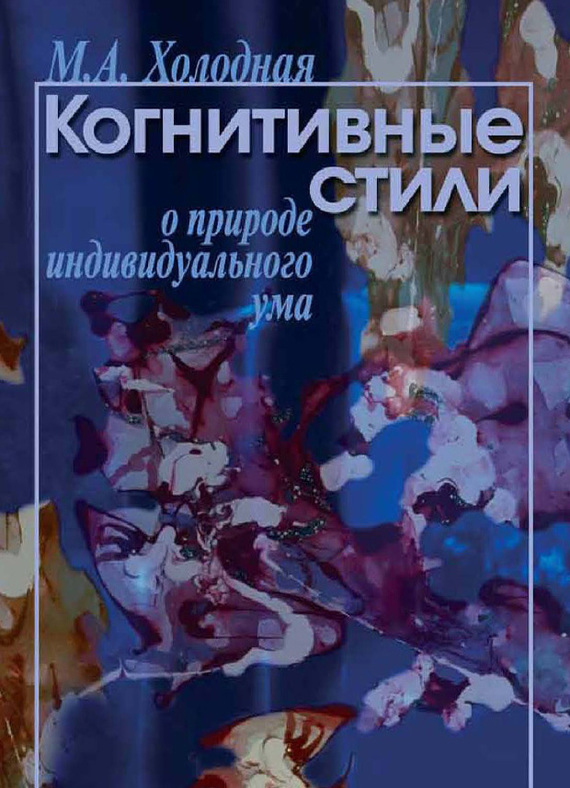 М.А. Холодная
Когнитивные
стили
о природе
индивидуального
ума